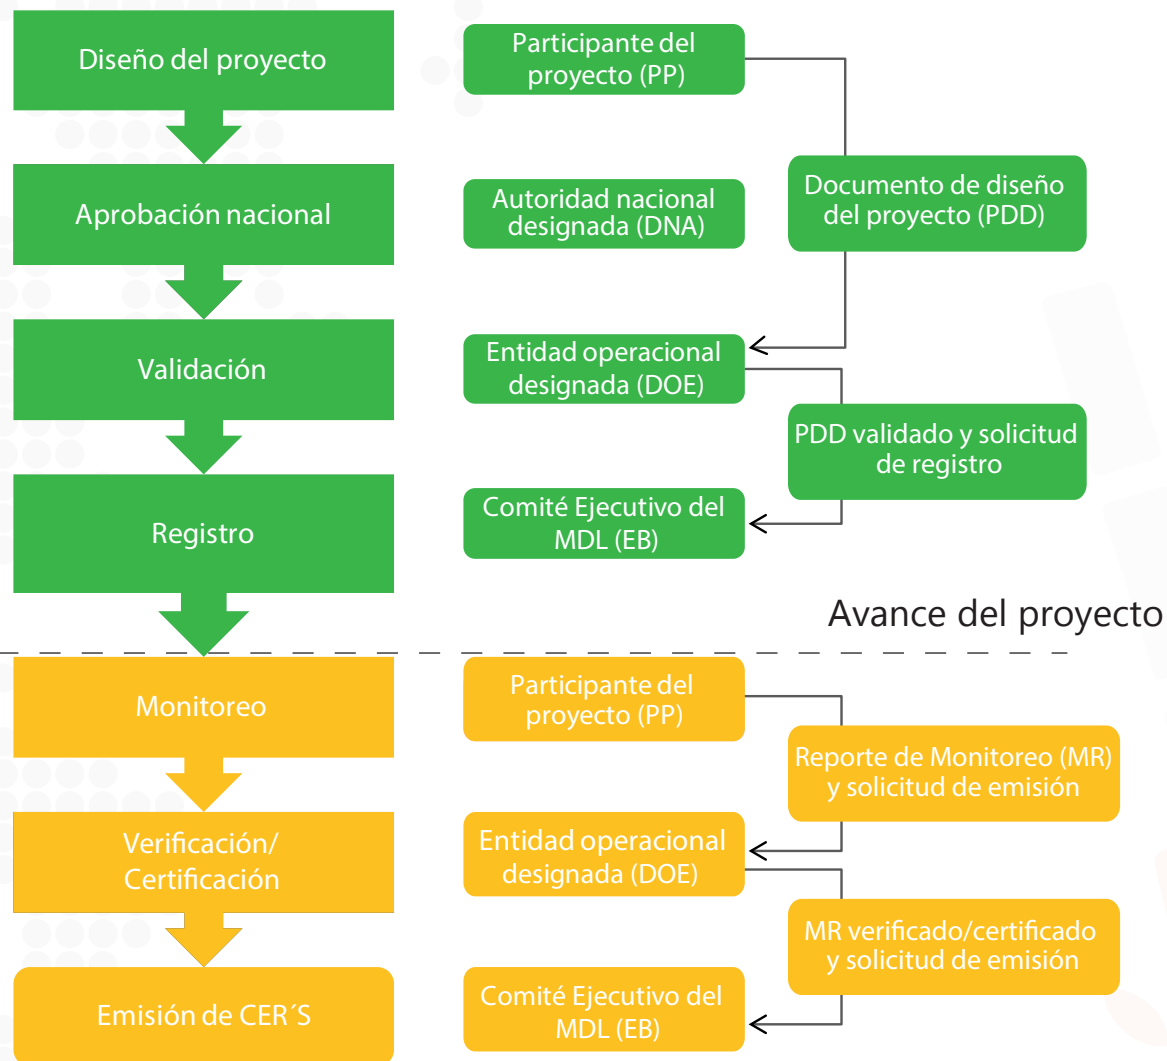 Diseño del proyecto
Participante del
proyecto (PP)
Aprobación nacional
Autoridad nacional
designada (DNA)
Documento de diseño
del proyecto (PDD)
Validación
Entidad operacional
designada (DOE)
PDD validado y solicitud
de registro
Registro
Comité Ejecutivo del
MDL (EB)
Avance del proyecto
Monitoreo
Participante del
proyecto (PP)
Reporte de Monitoreo (MR)
y solicitud de emisión
Verificación/
Certificación
Entidad operacional
designada (DOE)
MR verificado/certificado
y solicitud de emisión
Emisión de CER´S
Comité Ejecutivo del
MDL (EB)